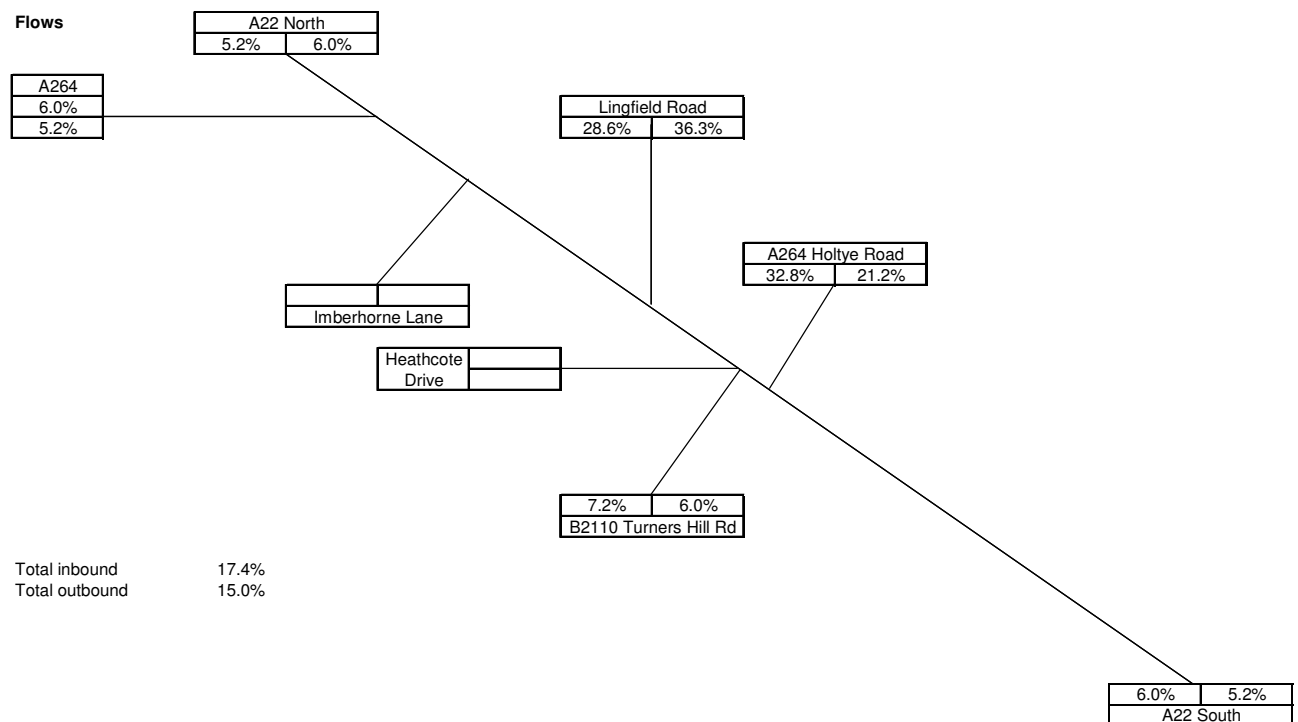 Flows
A22 North
5.2% 6.0%
A264
6.0%
5.2%
Lingfield Road
28.6% 36.3%
A264 Holtye Road
32.8% 21.2%
Imberhorne Lane
Heathcote
Drive
7.2% 6.0%
B2110 Turners Hill Rd
Total inbound 17.4%
Total outbound 15.0%
6.0% 5.2%
A22 South